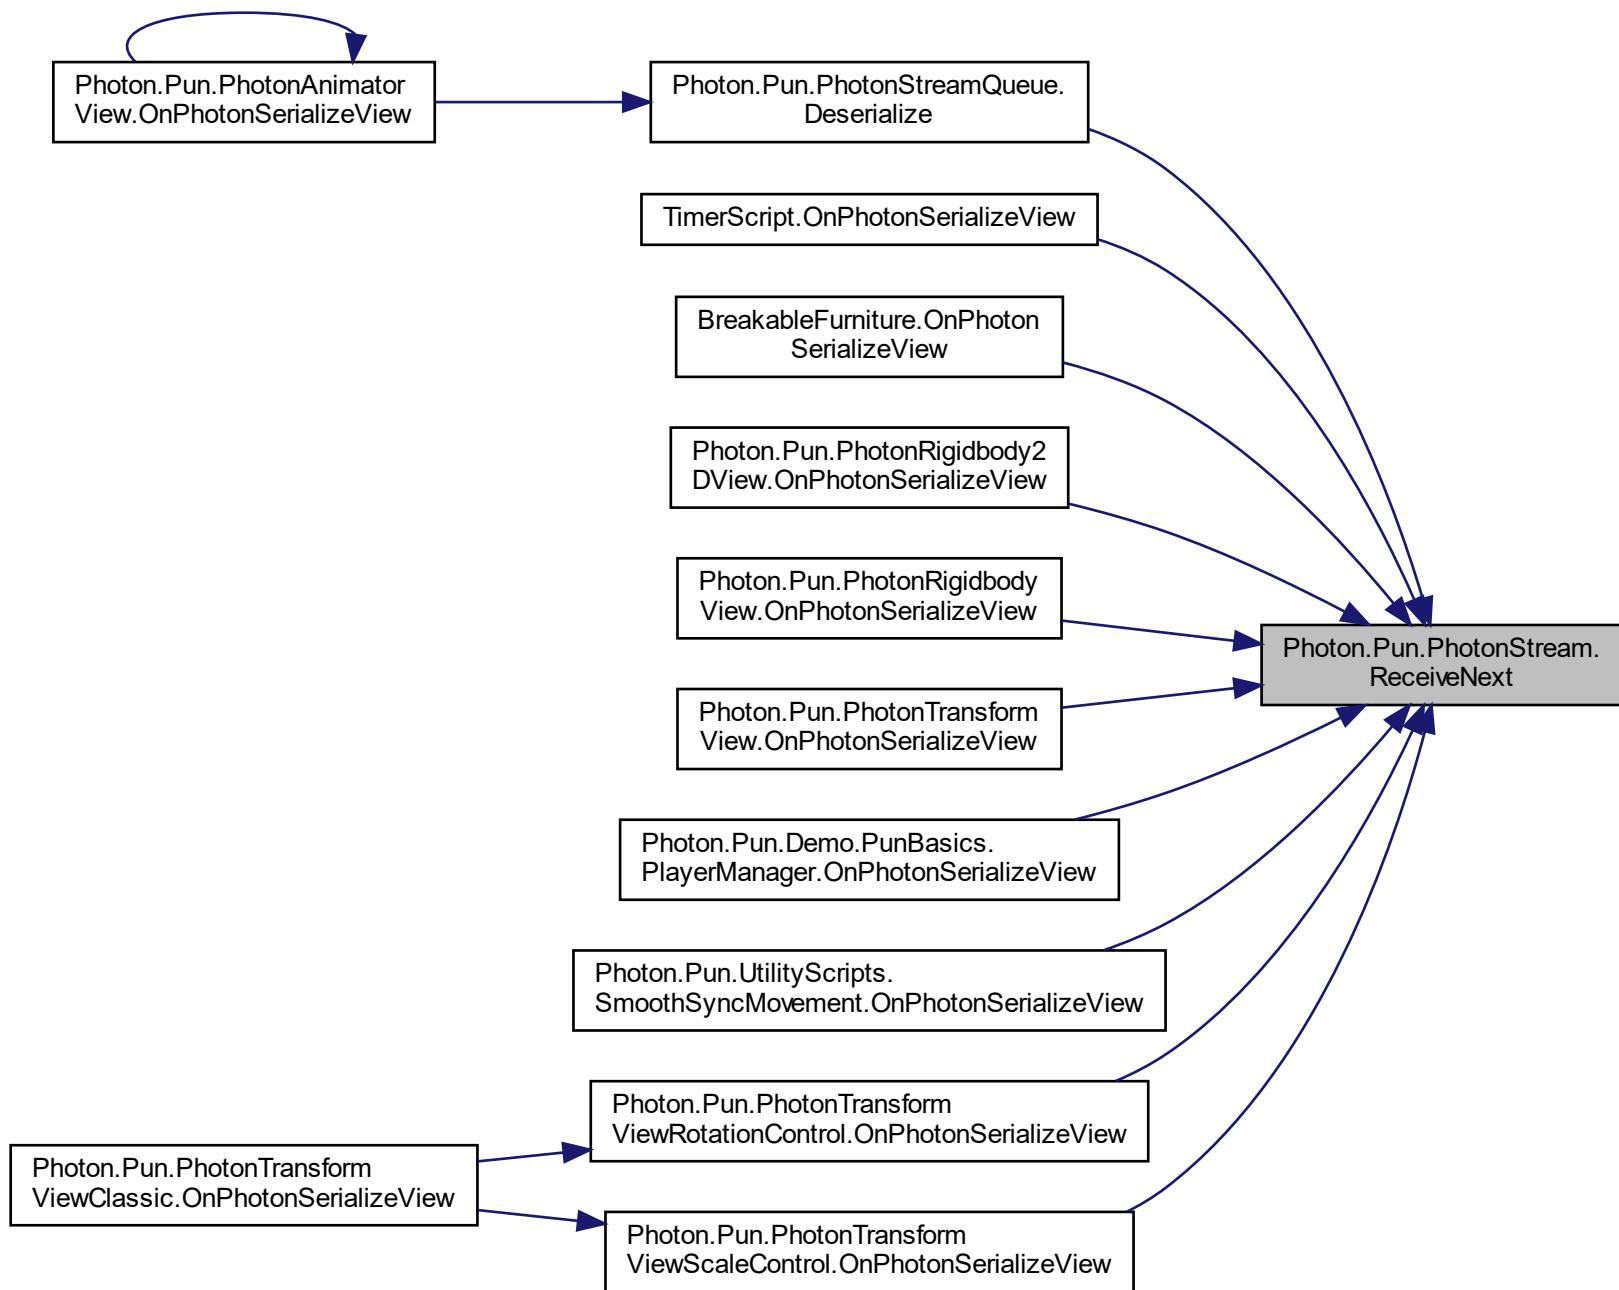 Photon.Pun.PhotonAnimator
View.OnPhotonSerializeView
Photon.Pun.PhotonStreamQueue.
Deserialize
TimerScript.OnPhotonSerializeView
BreakableFurniture.OnPhoton
SerializeView
Photon.Pun.PhotonRigidbody2
DView.OnPhotonSerializeView
Photon.Pun.PhotonRigidbody
View.OnPhotonSerializeView
Photon.Pun.PhotonStream.
ReceiveNext
Photon.Pun.PhotonTransform
View.OnPhotonSerializeView
Photon.Pun.Demo.PunBasics.
PlayerManager.OnPhotonSerializeView
Photon.Pun.UtilityScripts.
SmoothSyncMovement.OnPhotonSerializeView
Photon.Pun.PhotonTransform
ViewRotationControl.OnPhotonSerializeView
Photon.Pun.PhotonTransform
ViewClassic.OnPhotonSerializeView
Photon.Pun.PhotonTransform
ViewScaleControl.OnPhotonSerializeView